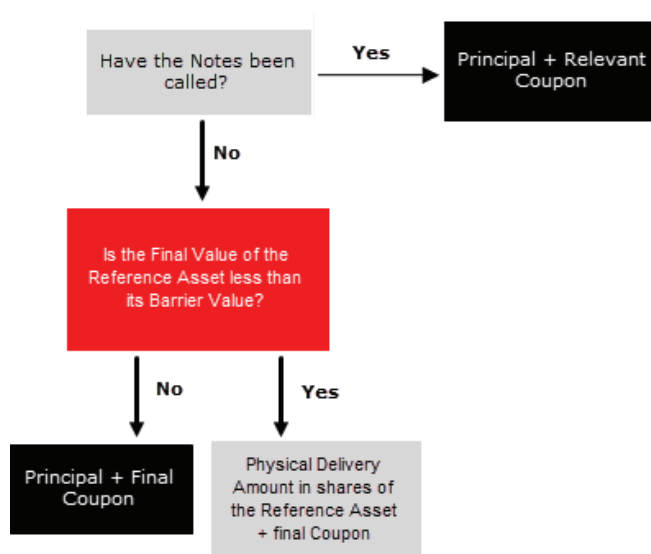 Have the Notes been
called?
Yes
Principal + Relevant
Coupon
No
Is the Final Value of the
Reference Asset less than
its Barrier Value?
No
Yes
Principal + Final
Coupon
Physical Delivery
Amount in shares of
the Reference Asset
+ final Coupon